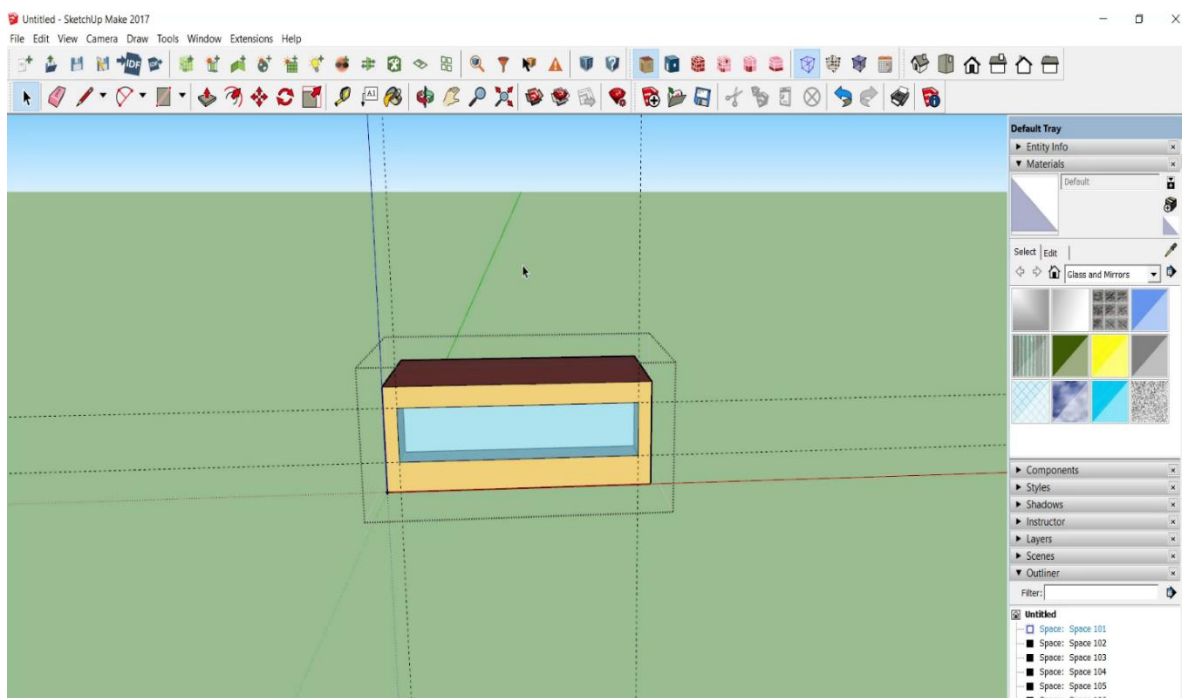 Untitled - SketchUp Make 2017
File Edit View Camera Draw Tools Window Extensions Help
IDF
A1
Default Tray
Entity Info
Materials
Default
Select Edit
Glass and Mirrors
Components
Styles
Shadows
Instructor
Layers
Scenes
Outliner
Filter:
Untitled
Space: Space 101
Space: Space 102
Space: Space 103
Space: Space 104
Space: Space 105